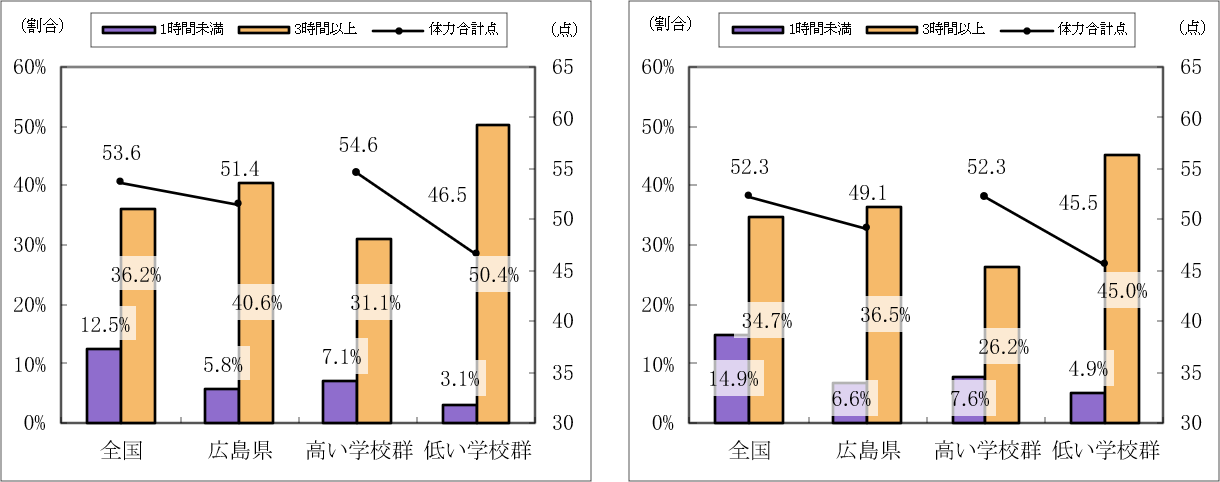 (割合) 1時間未満 3時間以上 体力合計点 (点)
60% 65
50% 60
40% 55
30% 50
20% 45
10% 40
0% 35
30
53.6 51.4 54.6 46.5
36.2% 40.6% 31.1% 50.4%
12.5% 5.8% 7.1% 3.1%
全国 広島県 高い学校群 低い学校群
(割合) 1時間未満 3時間以上 体力合計点 (点)
60% 65
50% 60
40% 55
30% 50
20% 45
10% 40
0% 35
30
52.3 49.1 52.3 45.5
34.7% 36.5% 26.2% 45.0%
14.9% 6.6% 7.6% 4.9%
全国 広島県 高い学校群 低い学校群